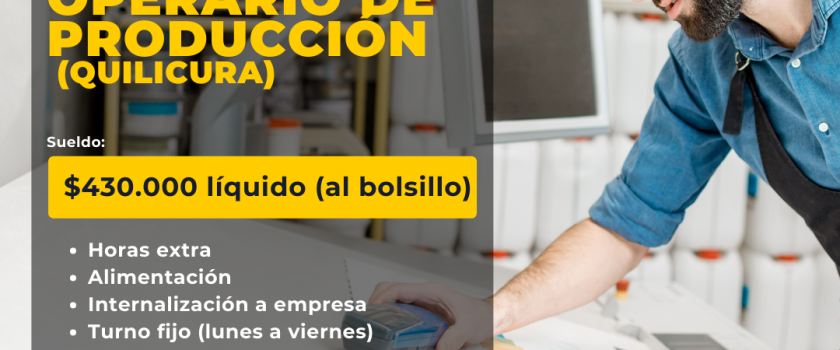 OPERARIO DE
PRODUCCIÓN
(QUILICURA)
Sueldo:
$430.000 líquido (al bolsillo)
• Horas extra
• Alimentación
• Internalización a empresa
• Turno fijo (lunes a viernes)